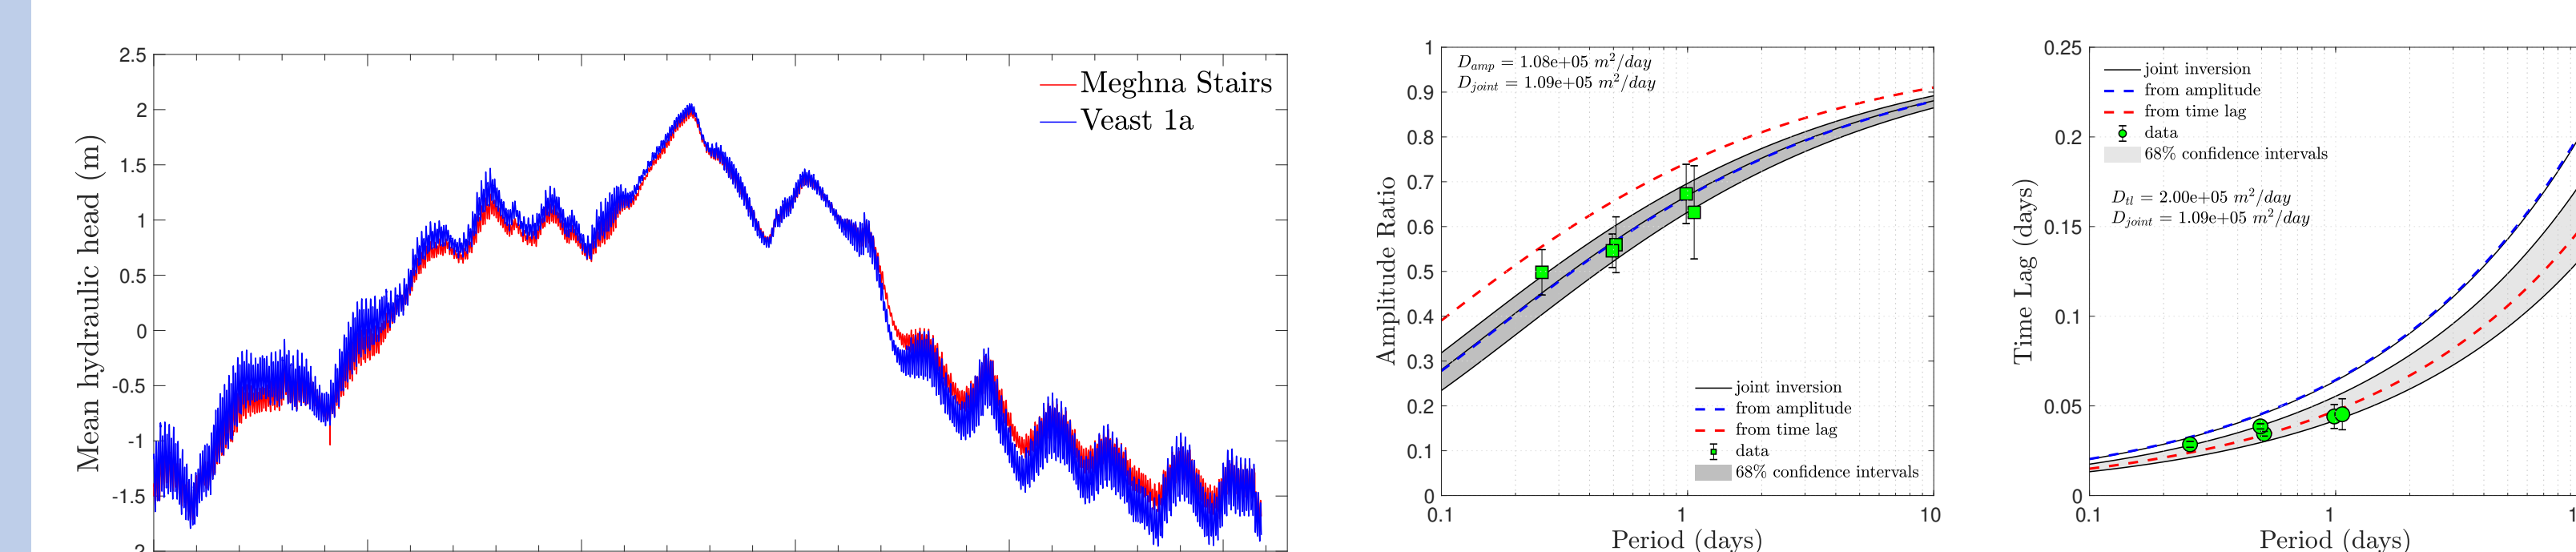 Mean hydraulic head (m)
2.5
2
1.5
1
0.5
0
-0.5
-1
-1.5
Meghna Stairs
Veast 1a
Amplitude Ratio
1
0.9
0.8
0.7
0.6
0.5
0.4
0.3
0.2
0.1
0
D_amp = 1.08e+05 m²/day
D_joint = 1.09e+05 m²/day
joint inversion
from amplitude
from time lag
data
68% confidence intervals
0.1 1 10
Period (days)
Time Lag (days)
0.25
0.2
0.15
0.1
0.05
0
joint inversion
from amplitude
from time lag
data
68% confidence intervals
D_tl = 2.00e+05 m²/day
D_joint = 1.09e+05 m²/day
0.1 1
Period (days)